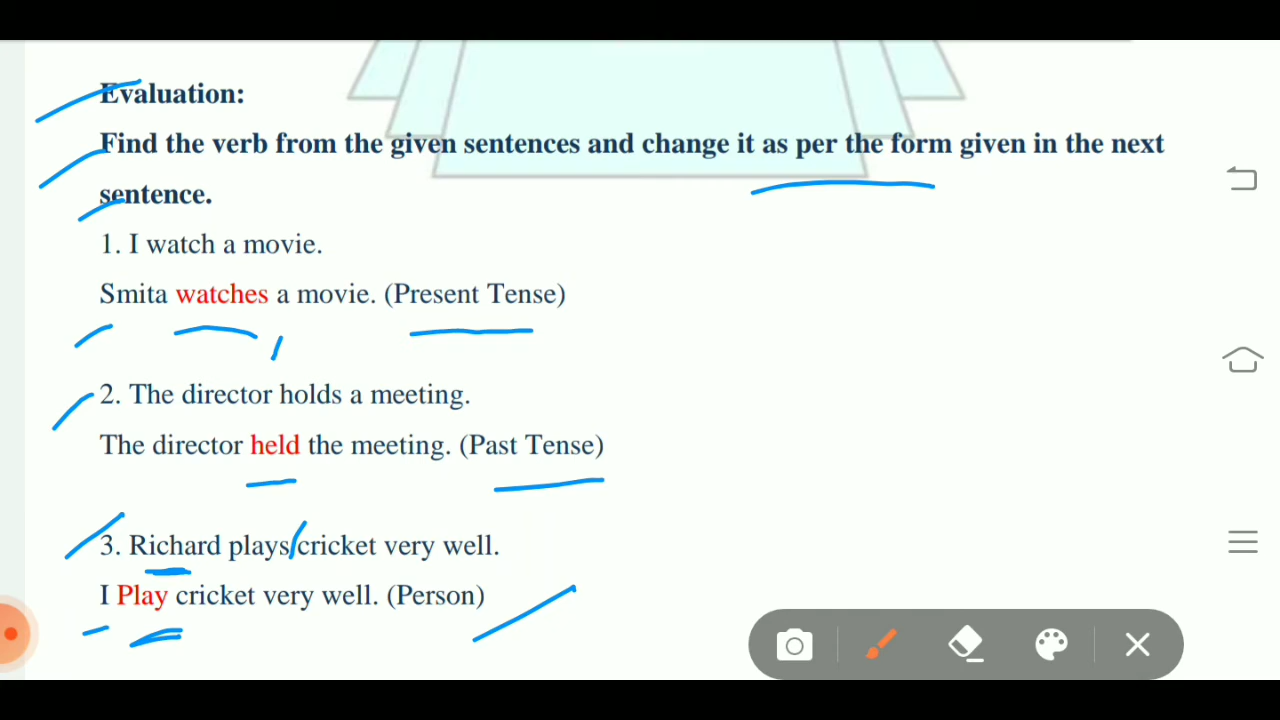 Evaluation:
Find the verb from the given sentences and change it as per the form given in the next
sentence.
1. I watch a movie.
Smita watches a movie. (Present Tense)
2. The director holds a meeting.
The director held the meeting. (Past Tense)
3. Richard plays cricket very well.
I Play cricket very well. (Person)